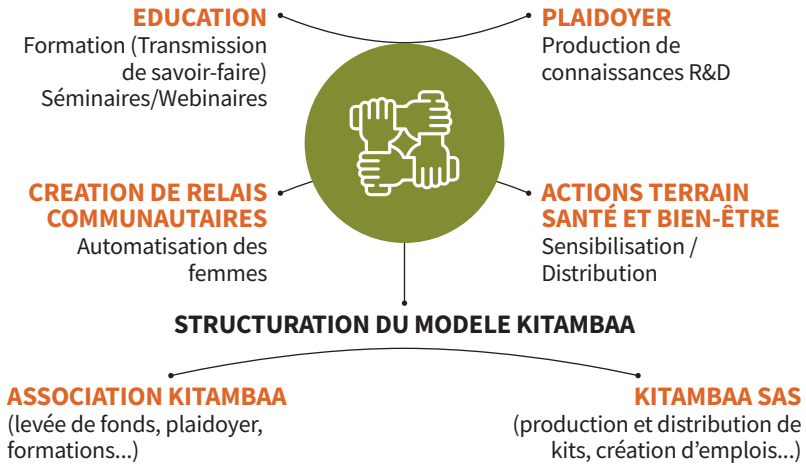 EDUCATION
Formation (Transmission
de savoir-faire)
Séminaires/Webinaires
PLAIDOYER
Production de
connaissances R&D
CREATION DE RELAIS
COMMUNAUTAIRES
Automatisation des
femmes
ACTIONS TERRAIN
SANTÉ ET BIEN-ÊTRE
Sensibilisation /
Distribution
STRUCTURATION DU MODELE KITAMBAA
ASSOCIATION KITAMBAA
(levée de fonds, plaidoyer,
formations...)
KITAMBAA SAS
(production et distribution de
kits, création d’emplois...)